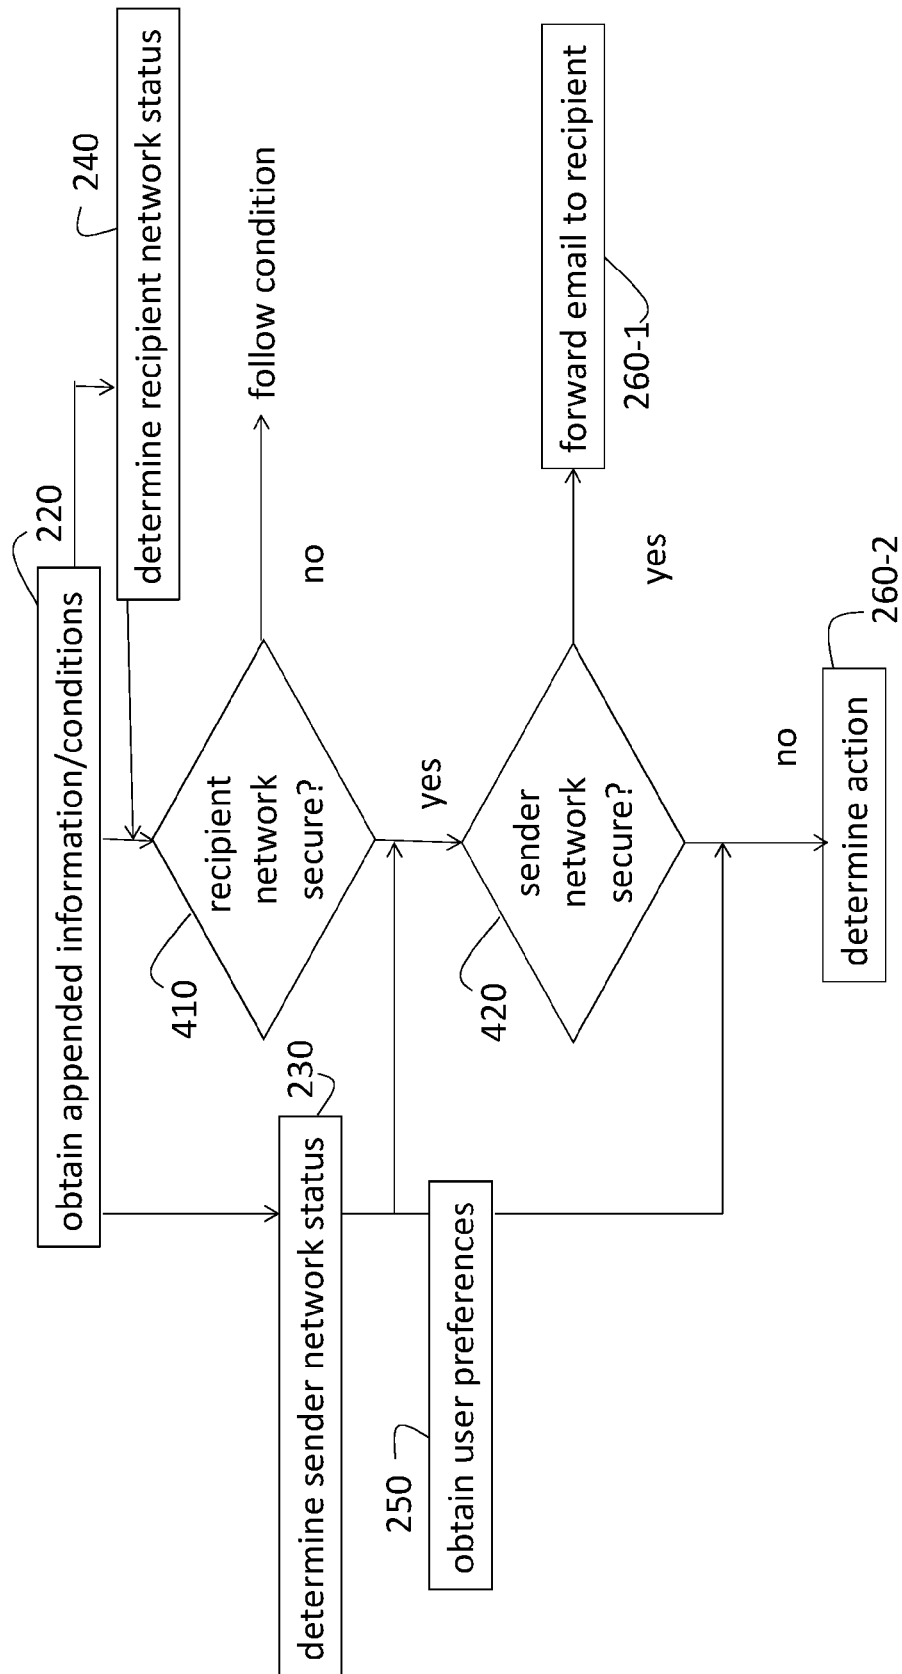 220
obtain appended information/conditions
240
determine recipient network status
410
recipient
network
secure?
no
follow condition
230
determine sender network status
yes
250
obtain user preferences
420
sender
network
secure?
yes
forward email to recipient
260-1
no
260-2
determine action